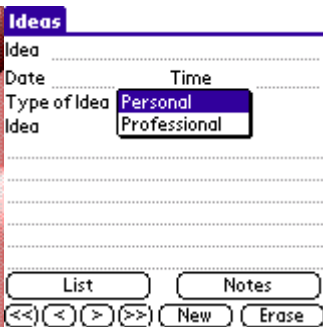 Ideas
Idea
Date Time
Type of Idea Personal
Idea Professional
List Notes
<<) < > >> New Erase